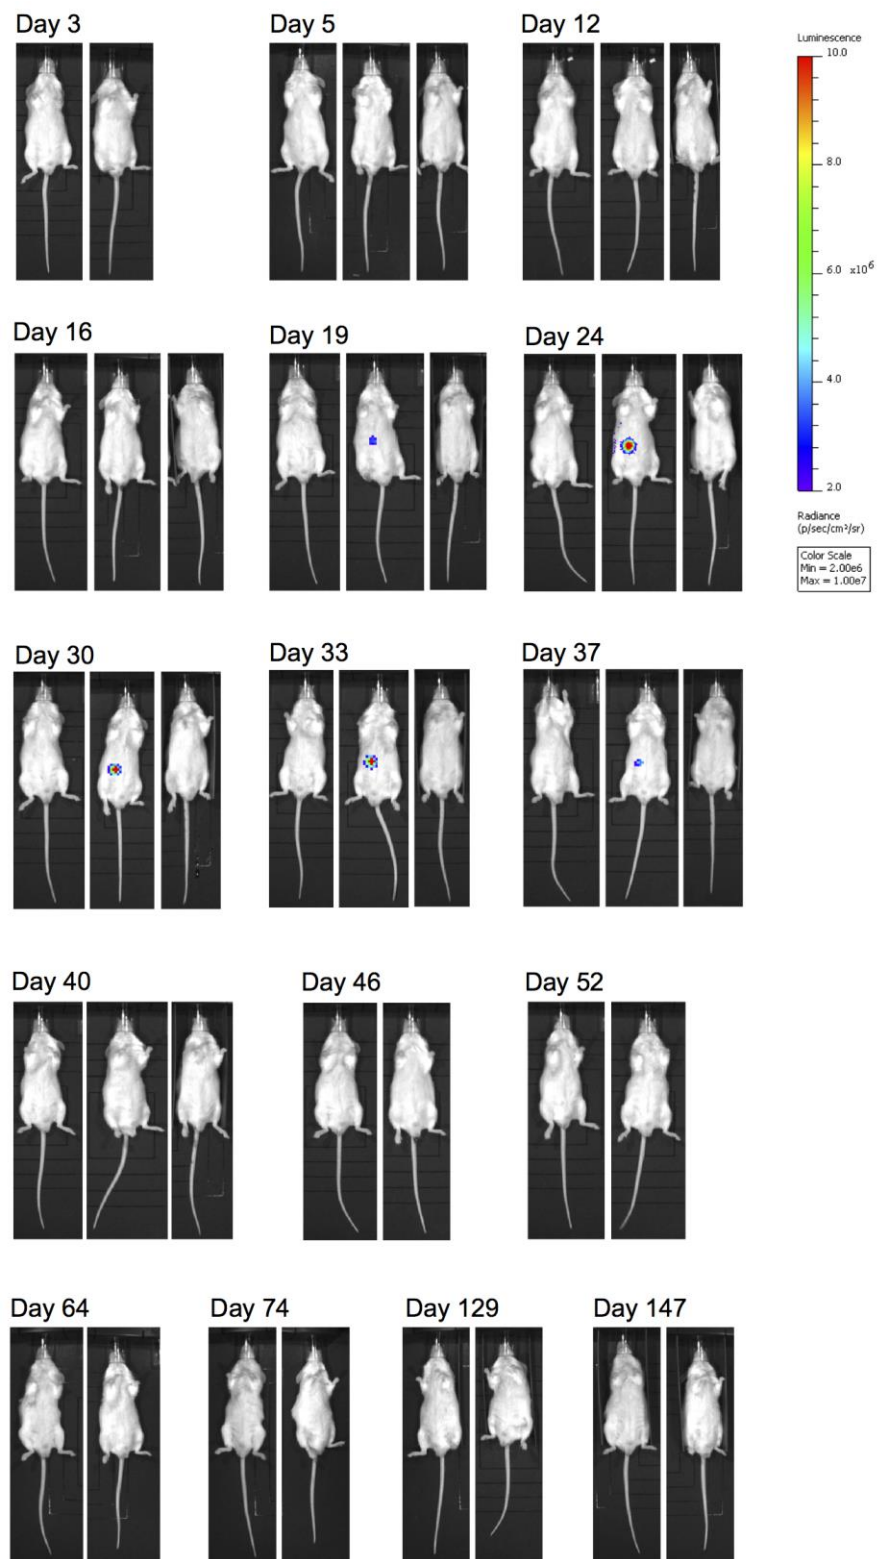 Day 3
Day 5
Day 12
Luminescence
10.0
8.0
6.0 x10⁶
4.0
2.0
Radiance
(p/sec/cm²/sr)
Color Scale
Min = 2.00e6
Max = 1.00e7
Day 16
Day 19
Day 24
Day 30
Day 33
Day 37
Day 40
Day 46
Day 52
Day 64
Day 74
Day 129
Day 147